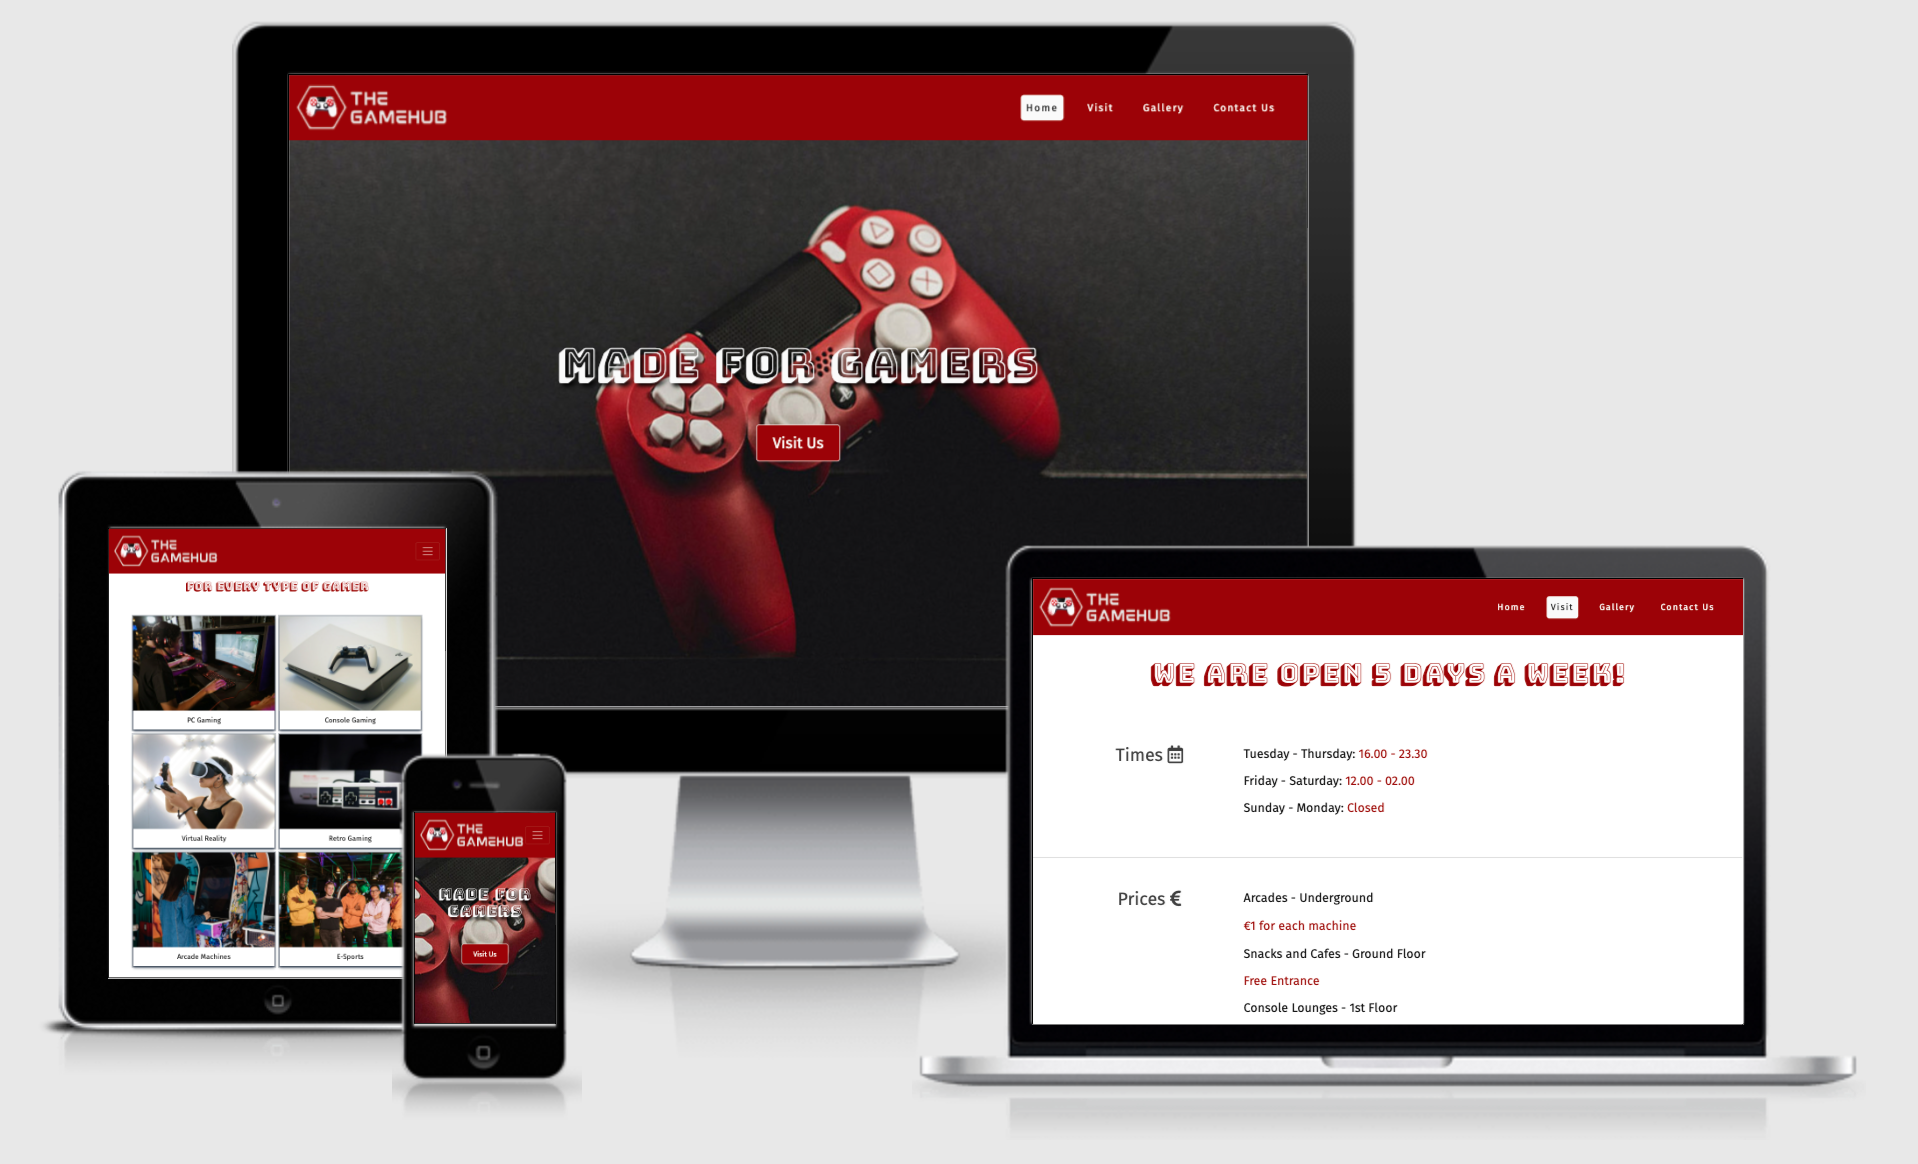 THE
GAMEHUB
Home Visit Gallery Contact Us
MADE FOR GAMERS
Visit Us
THE
GAMEHUB
FOR EVERY TYPE OF GAMER
PC Gaming Console Gaming
Virtual Reality Retro Gaming
Arcade Machines E-Sports
THE
GAMEHUB
MADE FOR
GAMERS
Visit Us
THE
GAMEHUB
Home Visit Gallery Contact Us
WE ARE OPEN 5 DAYS A WEEK!
Times
Tuesday - Thursday: 16.00 - 23.30
Friday - Saturday: 12.00 - 02.00
Sunday - Monday: Closed
Prices €
Arcades - Underground
€1 for each machine
Snacks and Cafes - Ground Floor
Free Entrance
Console Lounges - 1st Floor